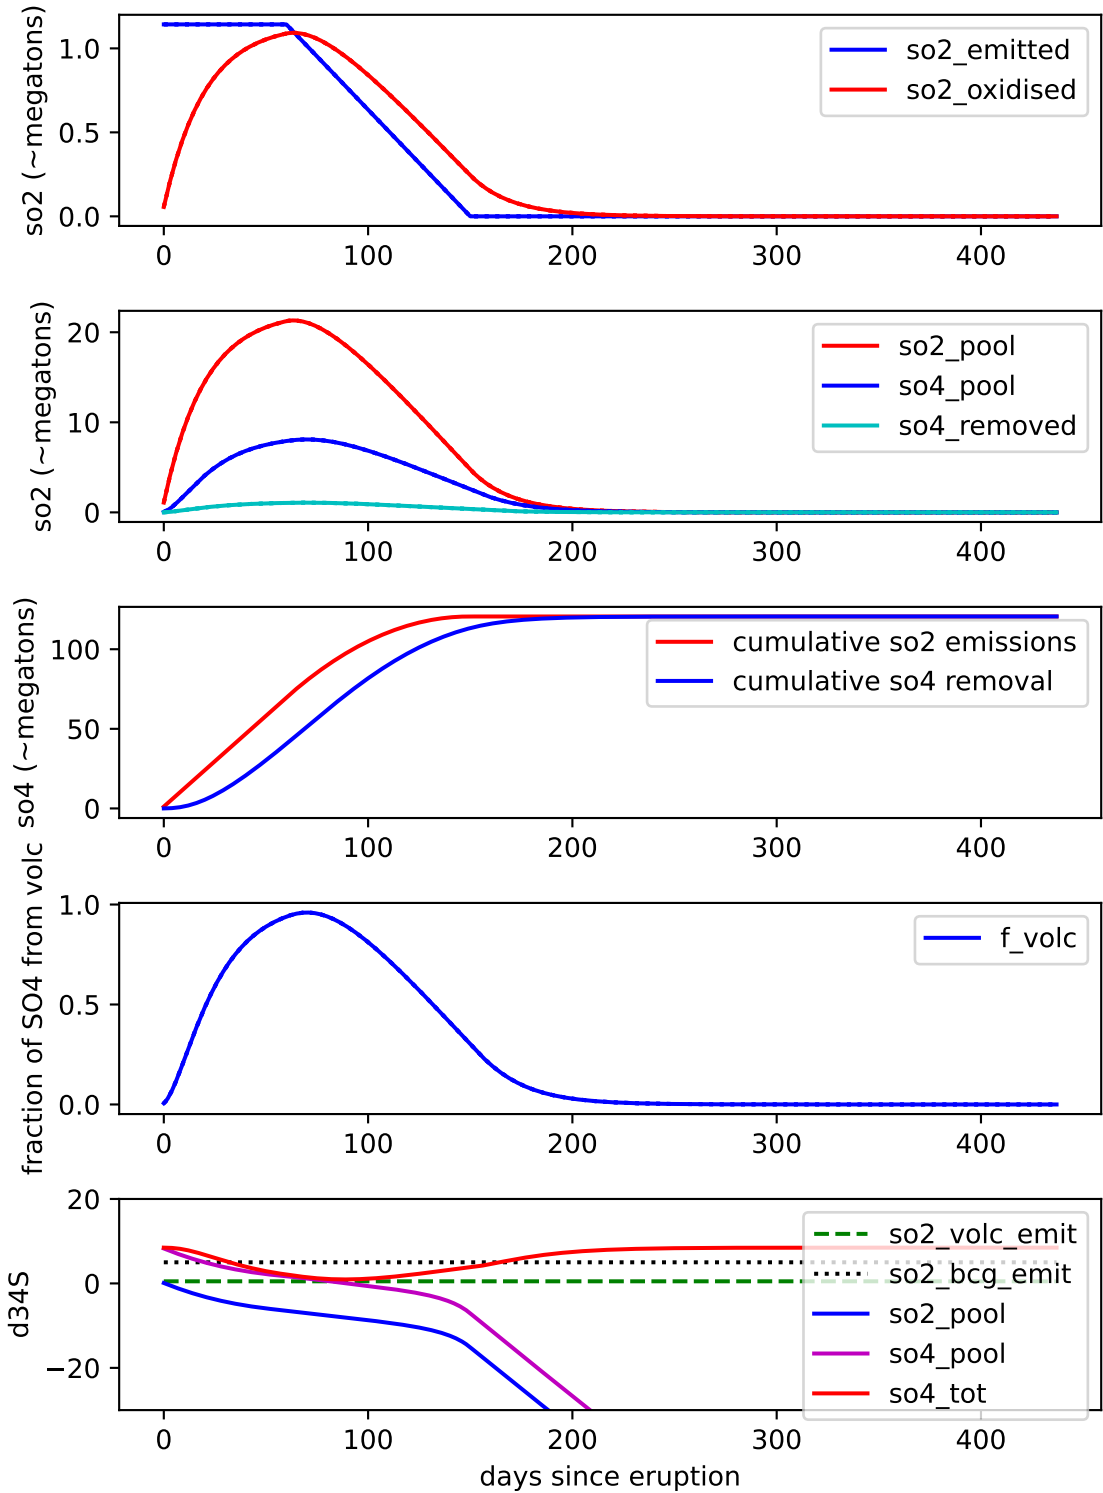 so2 (~megatons)
1.0
0.5
0.0
so2_emitted
so2_oxidised
0 100 200 300 400
so2 (~megatons)
20
10
0
so2_pool
so4_pool
so4_removed
0 100 200 300 400
so4 (~megatons)
100
50
0
cumulative so2 emissions
cumulative so4 removal
0 100 200 300 400
fraction of SO4 from volc
1.0
0.5
0.0
f_volc
0 100 200 300 400
d34S
20
0
−20
so2_volc_emit
so2_bcg_emit
so2_pool
so4_pool
so4_tot
0 100 200 300 400
days since eruption